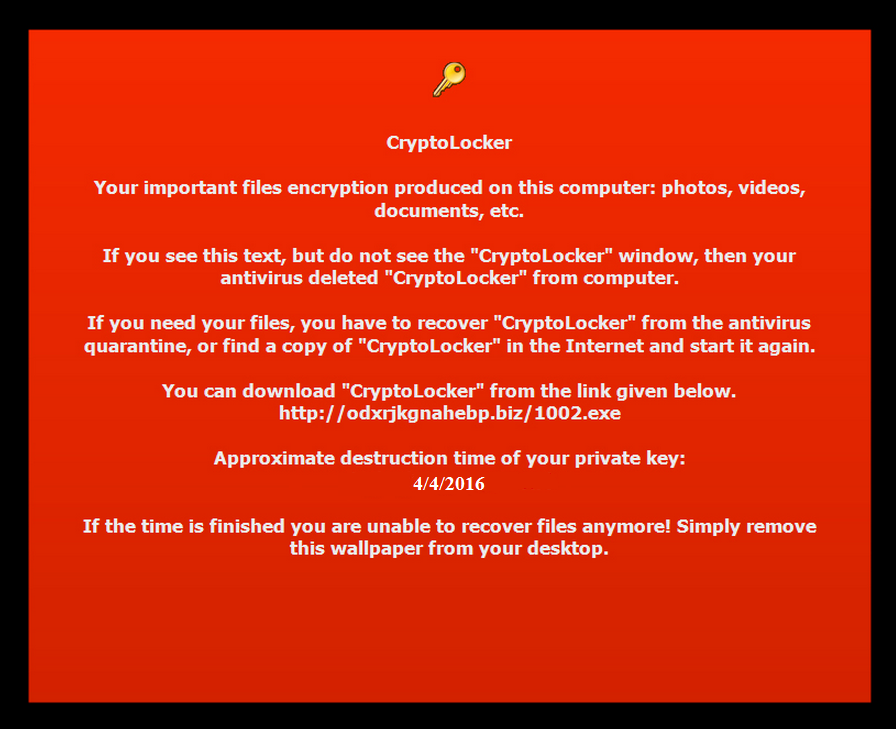 CryptoLocker
Your important files encryption produced on this computer: photos, videos,
documents, etc.
If you see this text, but do not see the "CryptoLocker" window, then your
antivirus deleted "CryptoLocker" from computer.
If you need your files, you have to recover "CryptoLocker" from the antivirus
quarantine, or find a copy of "CryptoLocker" in the Internet and start it again.
You can download "CryptoLocker" from the link given below.
http://odxrjkgnahebp.biz/1002.exe
Approximate destruction time of your private key:
4/4/2016
If the time is finished you are unable to recover files anymore! Simply remove
this wallpaper from your desktop.